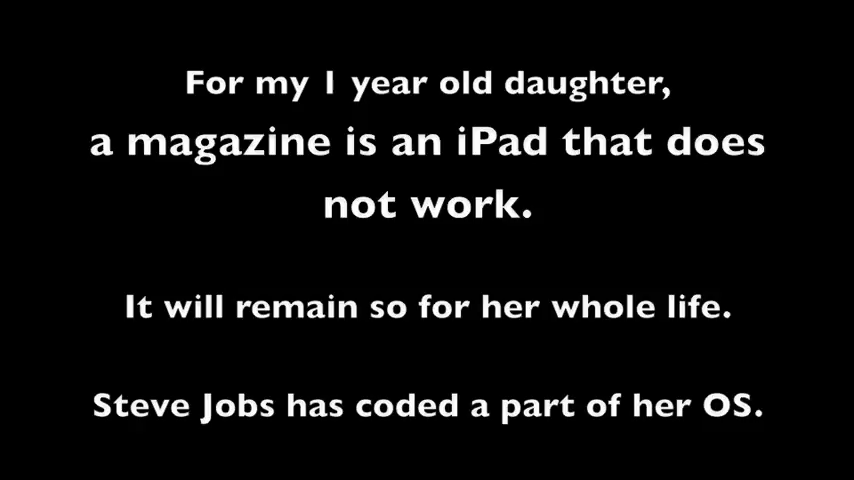 For my 1 year old daughter,
a magazine is an iPad that does
not work.
It will remain so for her whole life.
Steve Jobs has coded a part of her OS.